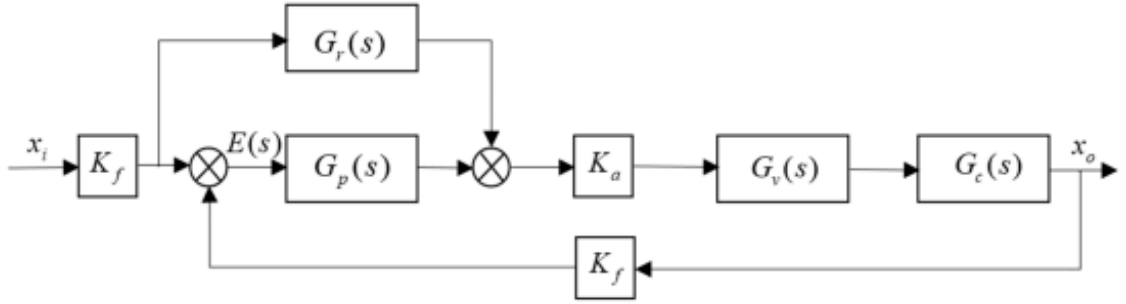 G_r(s)
x_i
K_f
E(s)
G_p(s)
K_a
G_v(s)
G_c(s)
x_o
K_f